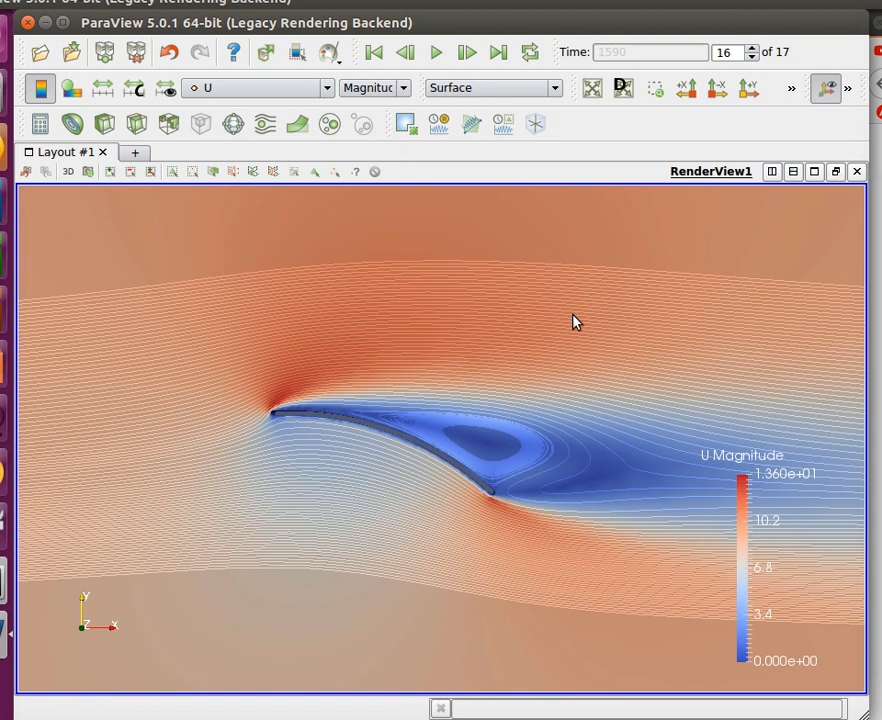 ParaView 5.0.1 64-bit (Legacy Rendering Backend)
Time: 1590 16 of 17
U Magnituc Surface D +X -X +Y »  »
Layout #1
3D ? RenderView1
U Magnitude
1.360e+01
10.2
6.8
3.4
0.000e+00
Y
Z X